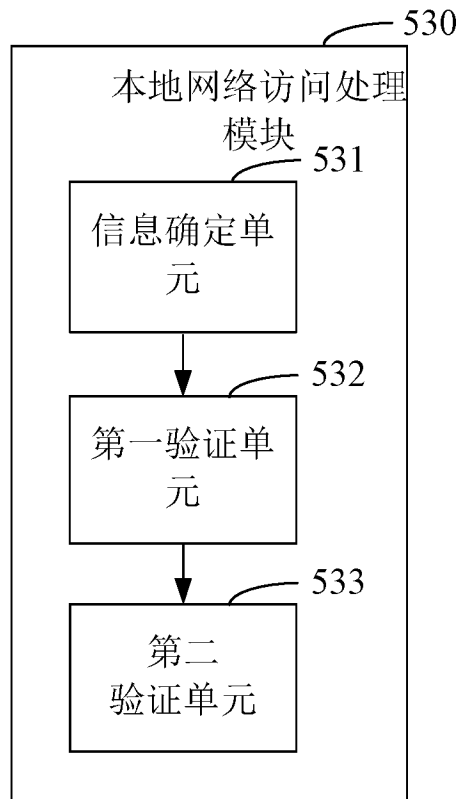 530
本地网络访问处理
模块
531
信息确定单
元
532
第一验证单
元
533
第二
验证单元